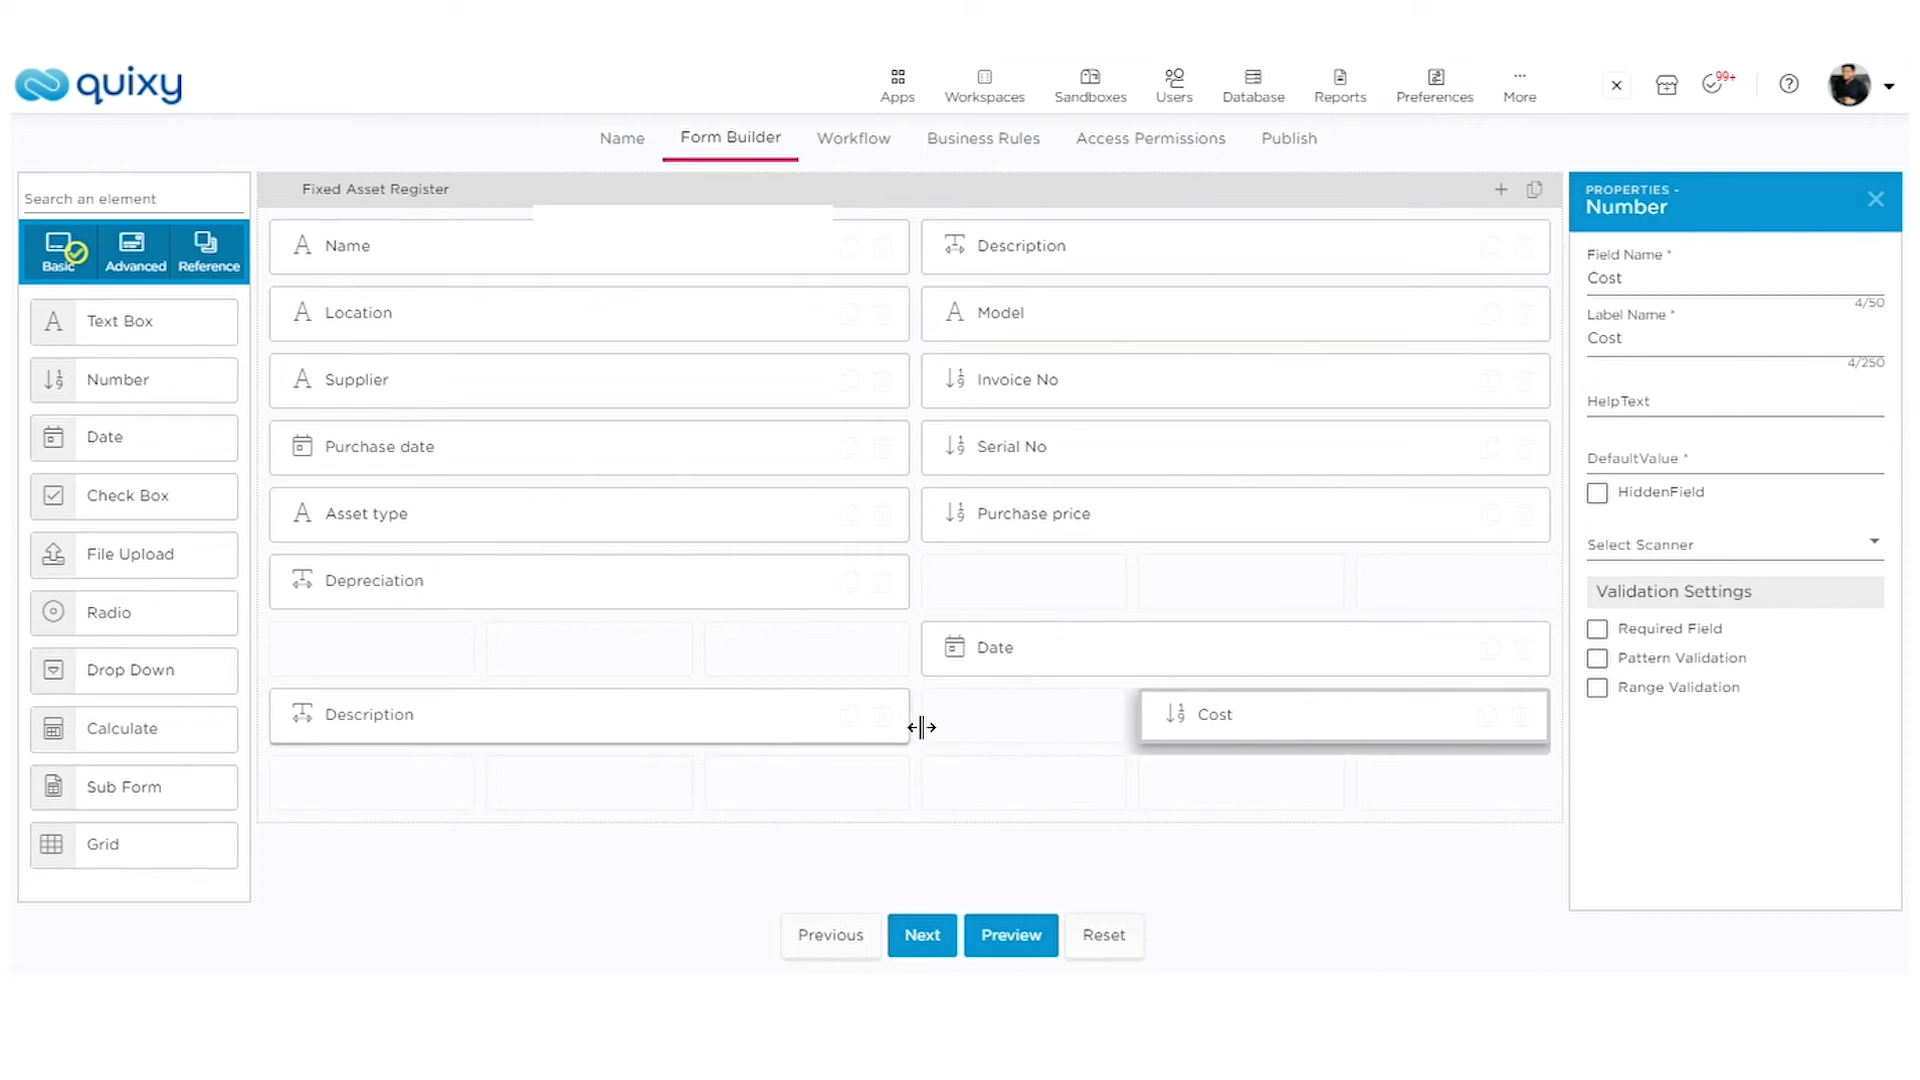 quixy
Apps
Workspaces
Sandboxes
Users
Database
Reports
Preferences
More
99+
Name
Form Builder
Workflow
Business Rules
Access Permissions
Publish
Search an element
Basic
Advanced
Reference
Text Box
Number
Date
Check Box
File Upload
Radio
Drop Down
Calculate
Sub Form
Grid
Fixed Asset Register
Name
Description
Location
Model
Supplier
Invoice No
Purchase date
Serial No
Asset type
Purchase price
Depreciation
Date
Description
Cost
Previous
Next
Preview
Reset
PROPERTIES -
Number
Field Name *
Cost
4/50
Label Name *
Cost
4/250
HelpText
DefaultValue *
HiddenField
Select Scanner
Validation Settings
Required Field
Pattern Validation
Range Validation